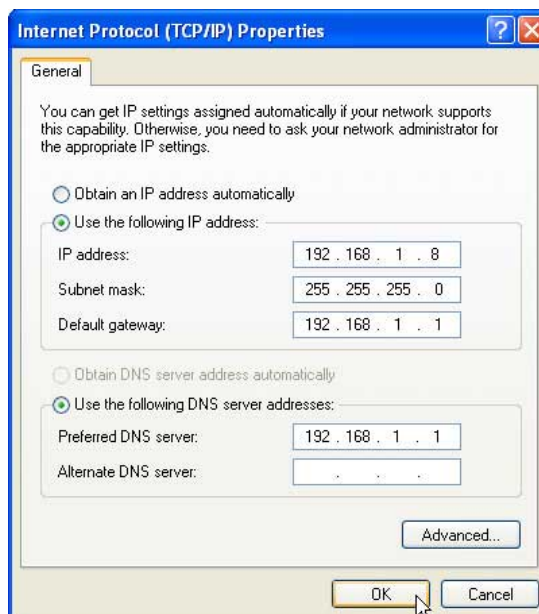 Internet Protocol (TCP/IP) Properties
General
You can get IP settings assigned automatically if your network supports
this capability. Otherwise, you need to ask your network administrator for
the appropriate IP settings.
Obtain an IP address automatically
Use the following IP address:
IP address: 192 . 168 . 1 . 8
Subnet mask: 255 . 255 . 255 . 0
Default gateway: 192 . 168 . 1 . 1
Obtain DNS server address automatically
Use the following DNS server addresses:
Preferred DNS server: 192 . 168 . 1 . 1
Alternate DNS server: . . .
Advanced...
OK Cancel